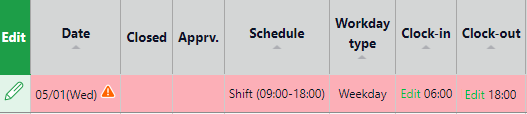 Edit Date Closed Apprv. Schedule Workday type Clock-in Clock-out
05/01(Wed) Shift (09:00-18:00) Weekday Edit 06:00 Edit 18:00